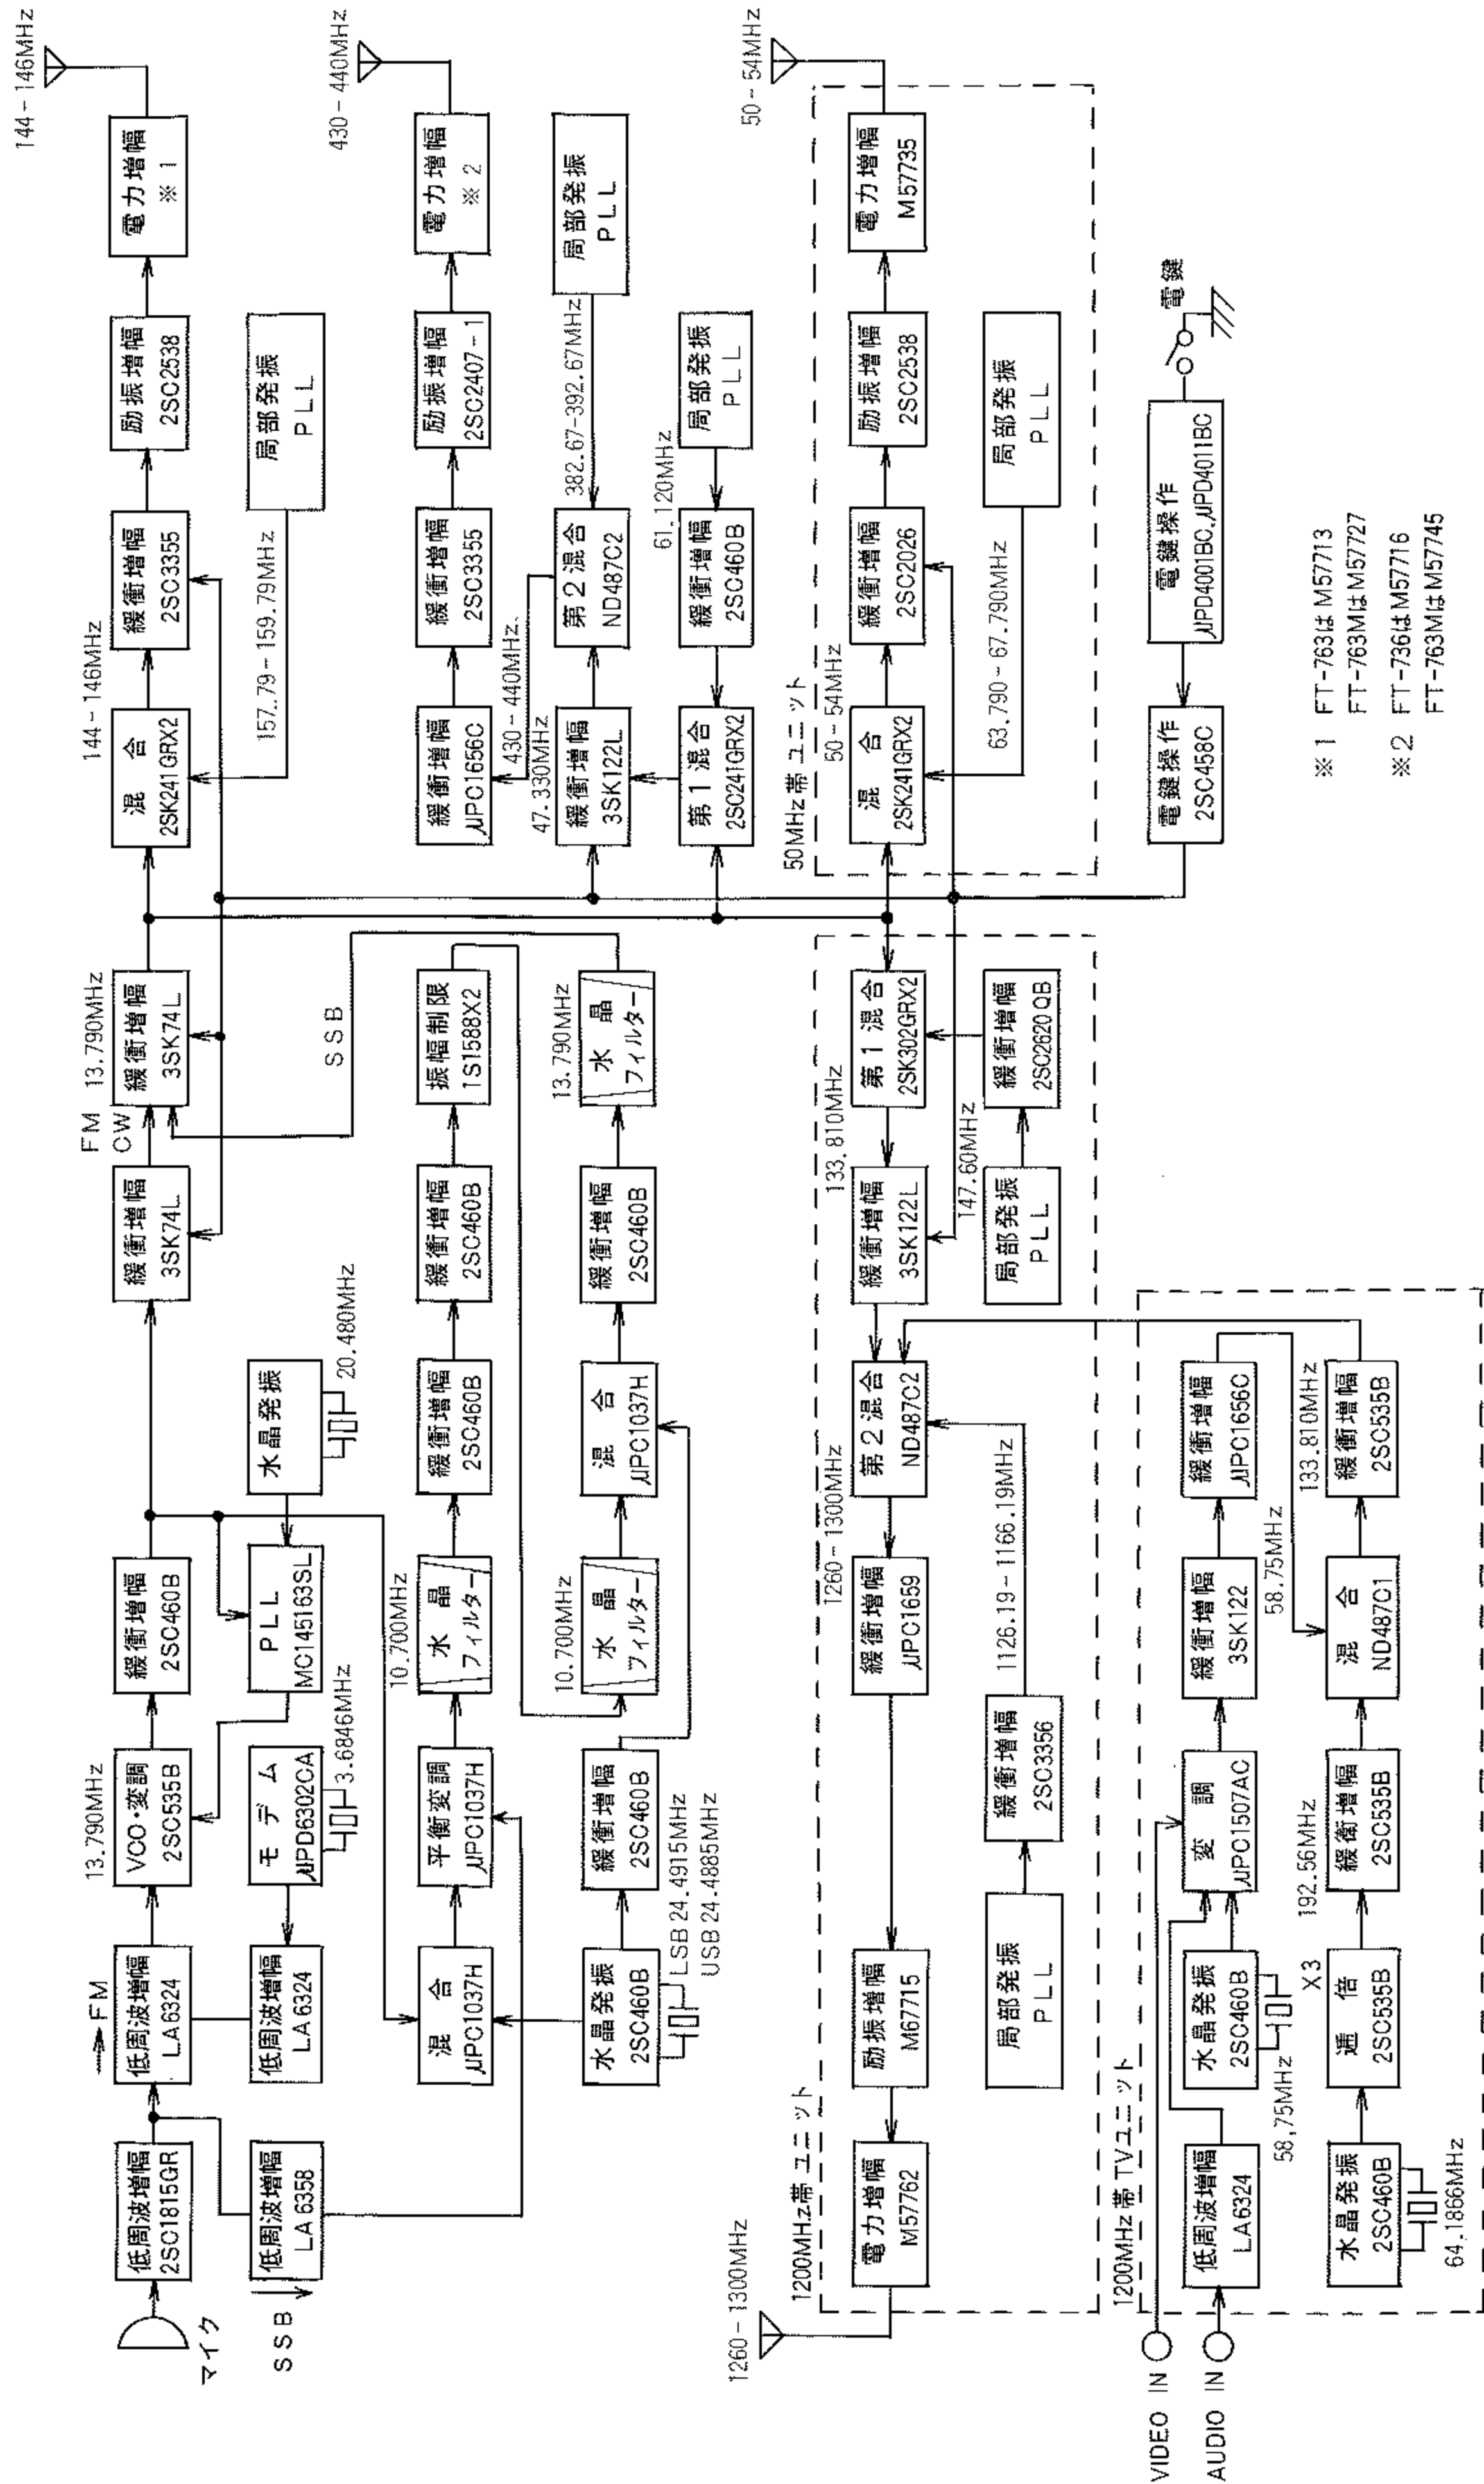 マイク
低周波増幅
2SC1815GR
→FM
低周波増幅
LA6324
13.790MHz
VCO・変調
2SC535B
緩衝増幅
2SC460B
緩衝増幅
3SK74L
FM
CW
13.790MHz
緩衝増幅
3SK74L
混合
2SK241GRX2
144-146MHz
緩衝増幅
2SC3355
励振増幅
2SC2538
電力増幅
※1
144-146MHz
SSB
低周波増幅
LA6358
低周波増幅
LA6324
モデム
μPD6302CA
3.6846MHz
PLL
MC145163SL
水晶発振
20.480MHz
SSB
157.79-159.79MHz
局部発振
PLL
混合
μPC1037H
平衡変調
μPC1037H
10.700MHz
水晶
フィルター
緩衝増幅
2SC460B
緩衝増幅
2SC460B
振幅制限
1S1588X2
緩衝増幅
μPC1656C
緩衝増幅
2SC3355
励振増幅
2SC2407-1
電力増幅
※2
430-440MHz
430-440MHz
水晶発振
2SC460B
LSB 24.4915MHz
USB 24.4885MHz
緩衝増幅
2SC460B
10.700MHz
水晶
フィルター
混合
μPC1037H
緩衝増幅
2SC460B
13.790MHz
水晶
フィルター
47.330MHz
緩衝増幅
3SK122L
第2混合
ND487C2
382.67-392.67MHz
局部発振
PLL
第1混合
2SC241GRX2
緩衝増幅
2SC460B
61.120MHz
局部発振
PLL
1260-1300MHz
1200MHz帯ユニット
電力増幅
M57762
励振増幅
M67715
緩衝増幅
μPC1659
1260-1300MHz
第2混合
ND487C2
緩衝増幅
3SK122L
133.810MHz
第1混合
2SK302GRX2
局部発振
PLL
緩衝増幅
2SC3356
1126.19-1166.19MHz
局部発振
PLL
147.60MHz
緩衝増幅
2SC2620QB
50MHz帯ユニット
混合
2SK241GRX2
50-54MHz
緩衝増幅
2SC2026
励振増幅
2SC2538
電力増幅
M57735
50-54MHz
63.790-67.790MHz
局部発振
PLL
1200MHz帯TVユニット
VIDEO IN
AUDIO IN
低周波増幅
LA6324
水晶発振
2SC460B
58,75MHz
変調
μPC1507AC
緩衝増幅
3SK122
緩衝増幅
μPC1656C
58.75MHz
水晶発振
2SC460B
64.1866MHz
X3
逓倍
2SC535B
192.56MHz
緩衝増幅
2SC535B
混合
ND487C1
133.810MHz
緩衝増幅
2SC535B
電鍵操作
2SC458C
電鍵操作
μPD4001BC,μPD4011BC
電鍵
※1 FT-763はM57713
FT-763MはM57727
※2 FT-736はM57716
FT-763MはM57745